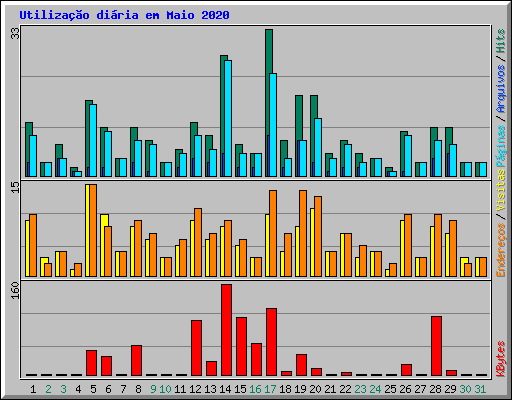 Utilização diária em Maio 2020
33
Páginas / Arquivos / Hits
15
Endereços / Visitas
160
KBytes
1 2 3 4 5 6 7 8 9 10 11 12 13 14 15 16 17 18 19 20 21 22 23 24 25 26 27 28 29 30 31